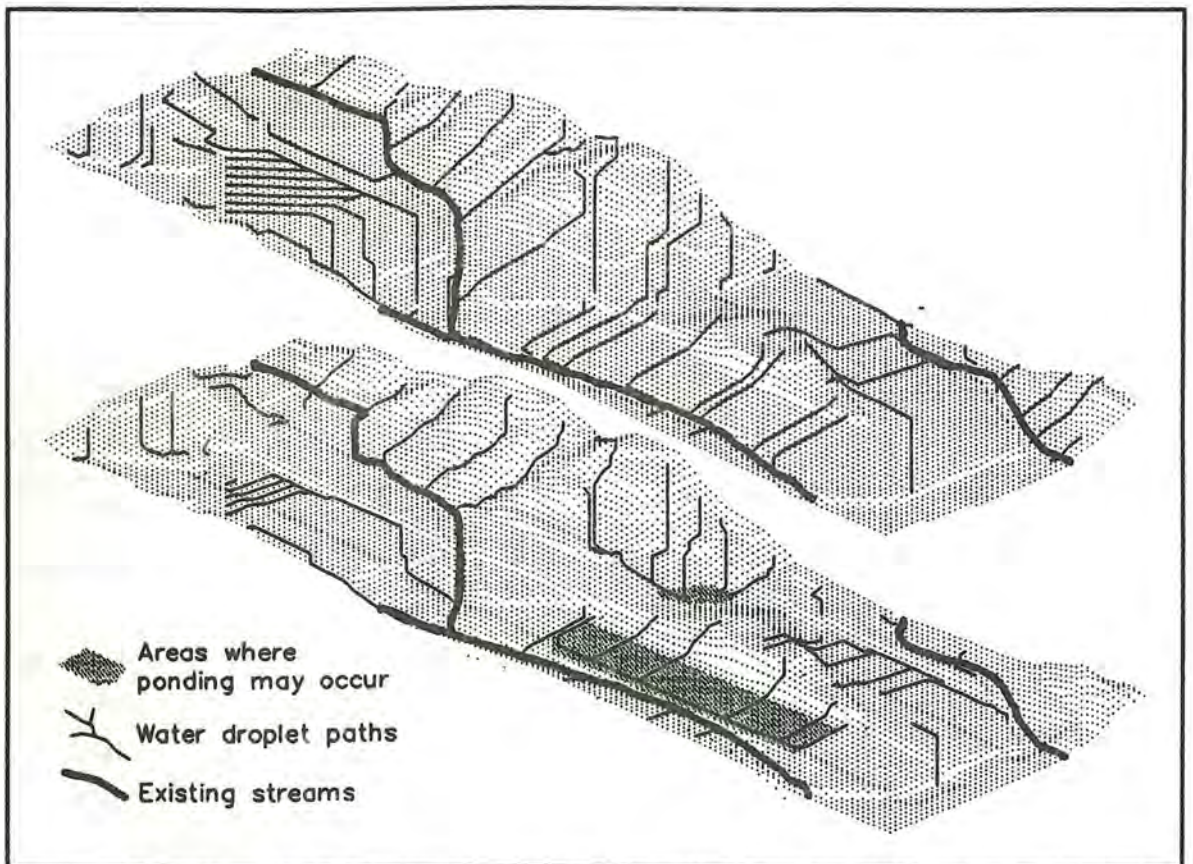 Areas where
ponding may occur
Water droplet paths
Existing streams